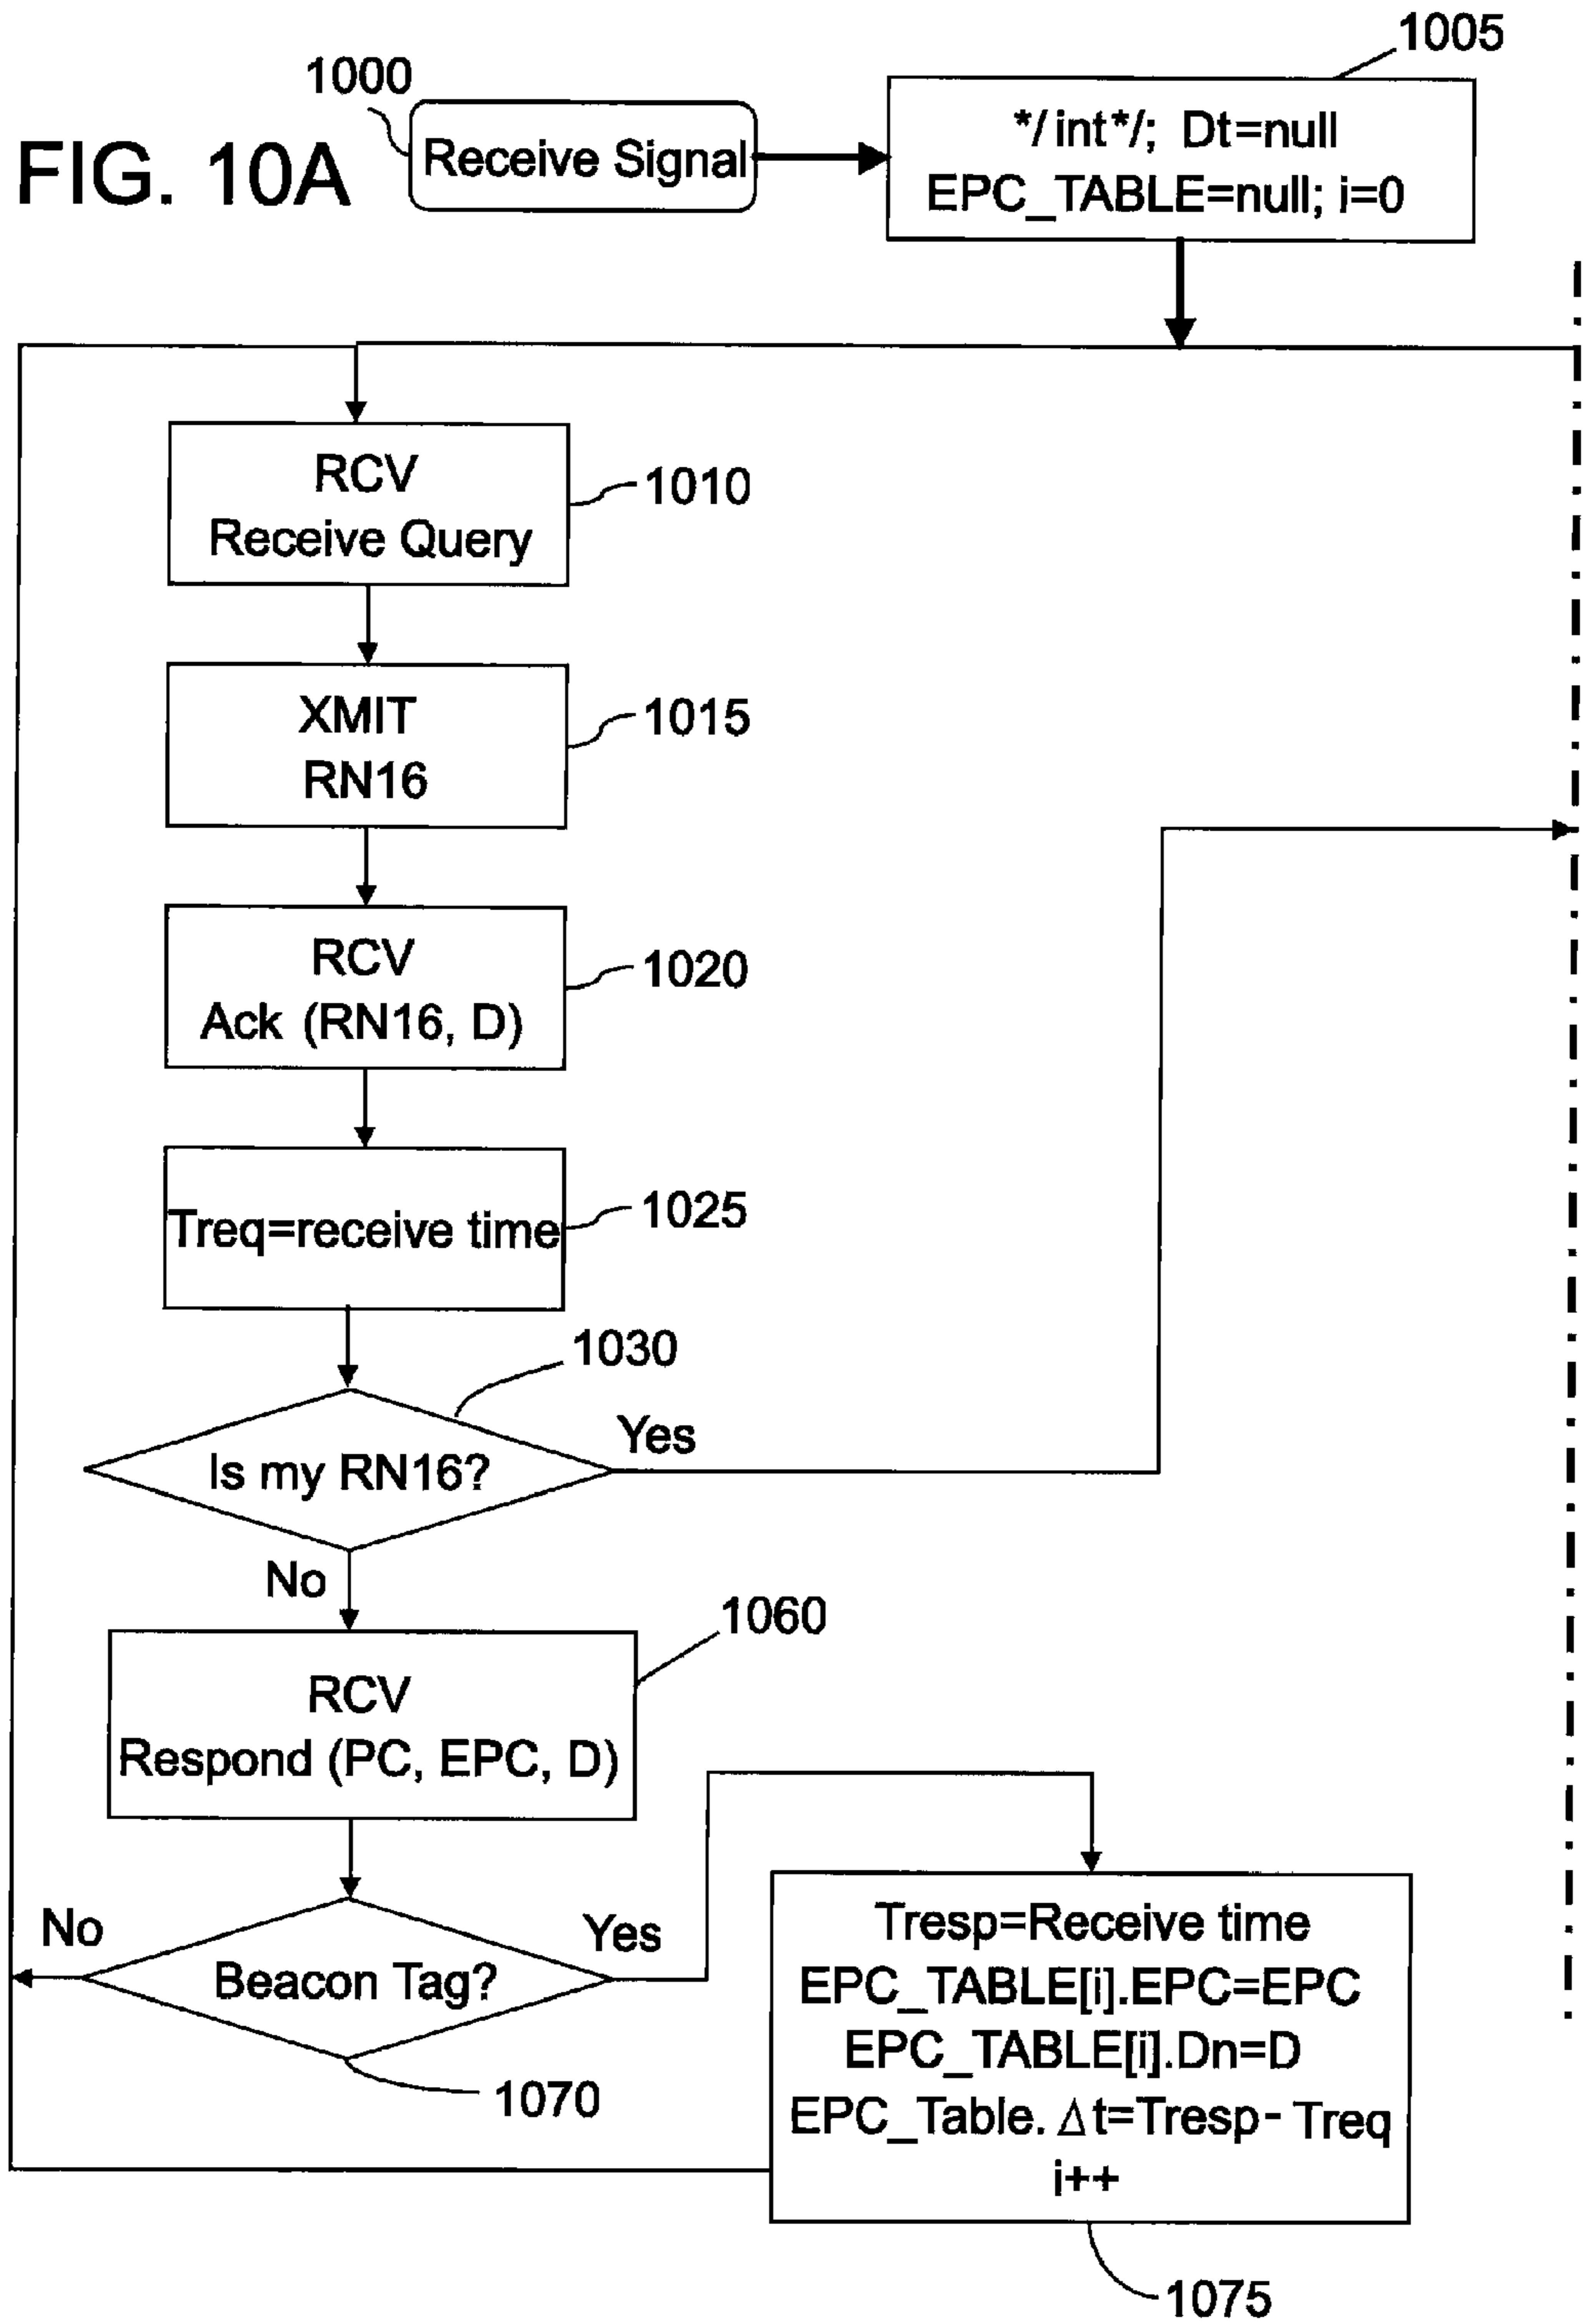 FIG. 10A
1000
Receive Signal
1005
*/int*/; Dt=null
EPC_TABLE=null; i=0
RCV
Receive Query
1010
XMIT
RN16
1015
RCV
Ack (RN16, D)
1020
Treq=receive time
1025
1030
Is my RN16?
Yes
No
1060
RCV
Respond (PC, EPC, D)
No
Beacon Tag?
Yes
1070
Tresp=Receive time
EPC_TABLE[i].EPC=EPC
EPC_TABLE[i].Dn=D
EPC_Table. Δt=Tresp- Treq
i++
1075